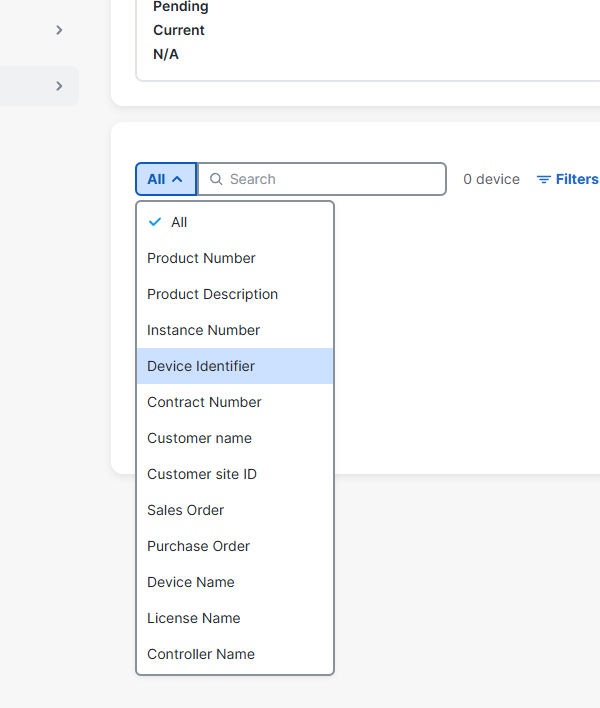 Pending
Current
N/A
All Search 0 device Filters
All
Product Number
Product Description
Instance Number
Device Identifier
Contract Number
Customer name
Customer site ID
Sales Order
Purchase Order
Device Name
License Name
Controller Name